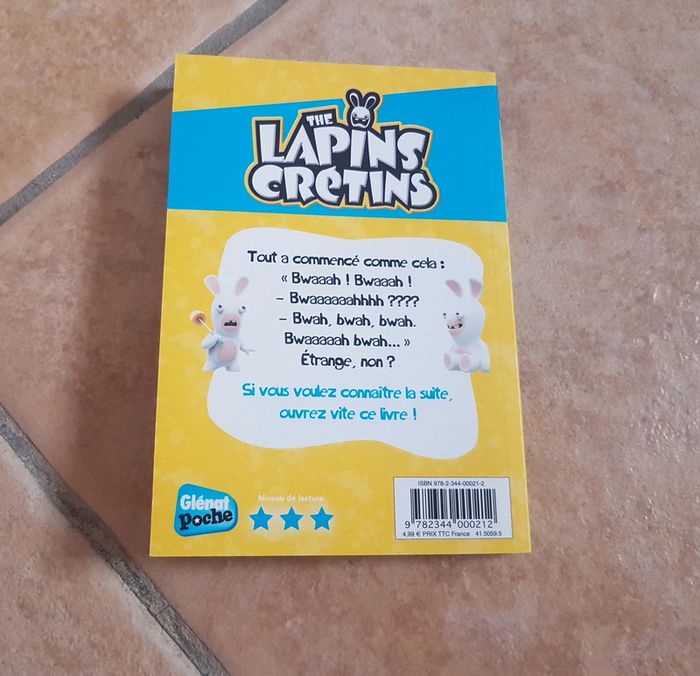 THE
LAPINS
CRETINS
Tout a commencé comme cela :
« Bwaaah ! Bwaaah !
– Bwaaaaaahhhh ????
– Bwah, bwah, bwah.
Bwaaaaah bwah... »
Étrange, non ?
Si vous voulez connaître la suite,
ouvrez vite ce livre !
Glénat
poche
Niveau de lecture
ISBN 978-2-344-00021-2
9 782344 000212
4,99 € PRIX TTC France 41.5059.5